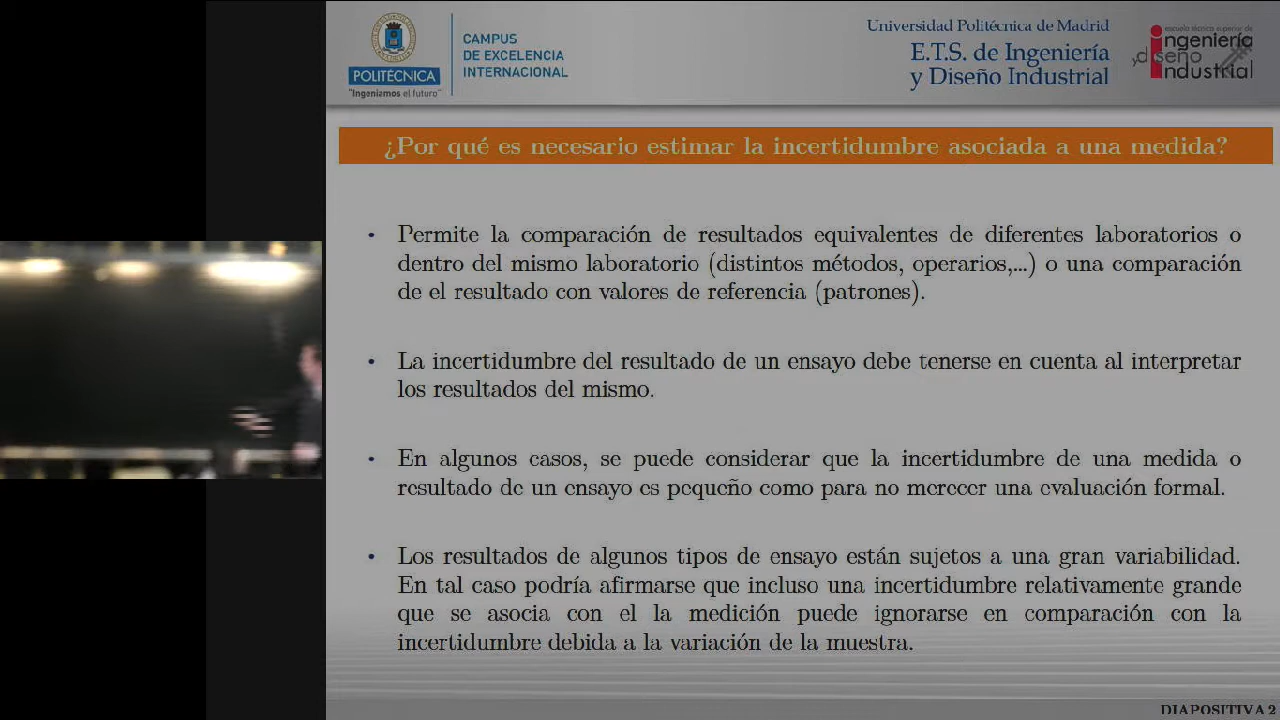 CAMPUS
DE EXCELENCIA
INTERNACIONAL
POLITÉCNICA
"Ingeniamos el futuro"
Universidad Politécnica de Madrid
E.T.S. de Ingeniería
y Diseño Industrial
escuela técnica superior de
ingeniería
y diseño
industrial
¿Por qué es necesario estimar la incertidumbre asociada a una medida?
• Permite la comparación de resultados equivalentes de diferentes laboratorios o
dentro del mismo laboratorio (distintos métodos, operarios,...) o una comparación
de el resultado con valores de referencia (patrones).
• La incertidumbre del resultado de un ensayo debe tenerse en cuenta al interpretar
los resultados del mismo.
• En algunos casos, se puede considerar que la incertidumbre de una medida o
resultado de un ensayo es pequeño como para no merecer una evaluación formal.
• Los resultados de algunos tipos de ensayo están sujetos a una gran variabilidad.
En tal caso podría afirmarse que incluso una incertidumbre relativamente grande
que se asocia con el la medición puede ignorarse en comparación con la
incertidumbre debida a la variación de la muestra.
DIAPOSITIVA 2